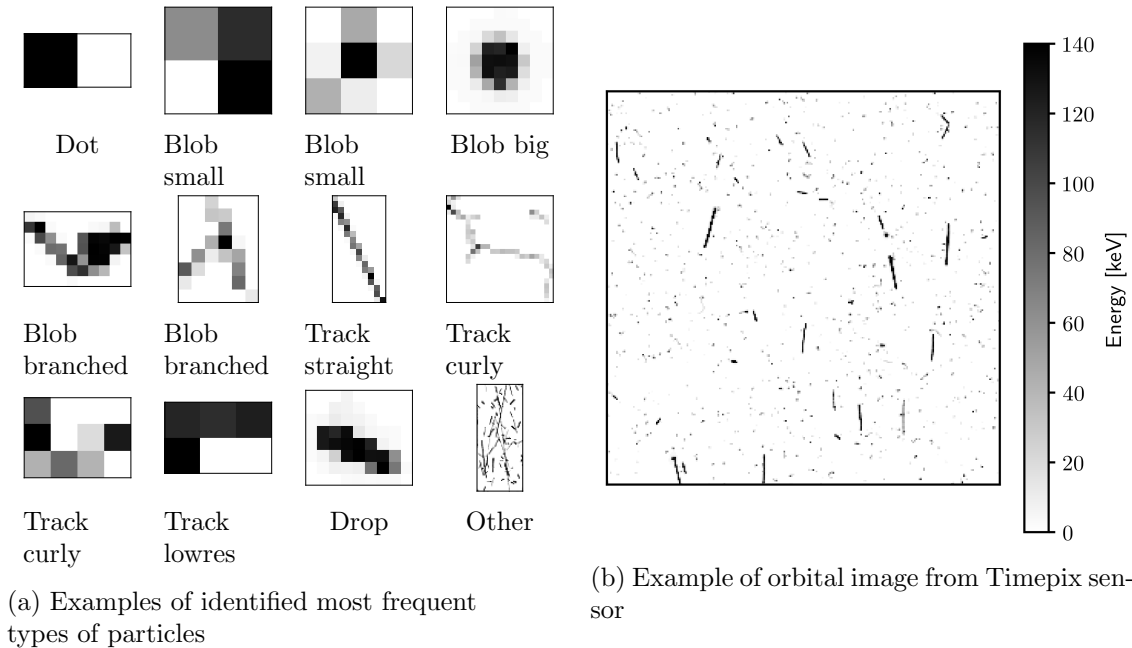 Dot
Blob
small
Blob
small
Blob big
Blob
branched
Blob
branched
Track
straight
Track
curly
Track
curly
Track
lowres
Drop
Other
(a) Examples of identified most frequent
types of particles
140
120
100
80
60
40
20
0
Energy [keV]
(b) Example of orbital image from Timepix sen-
sor